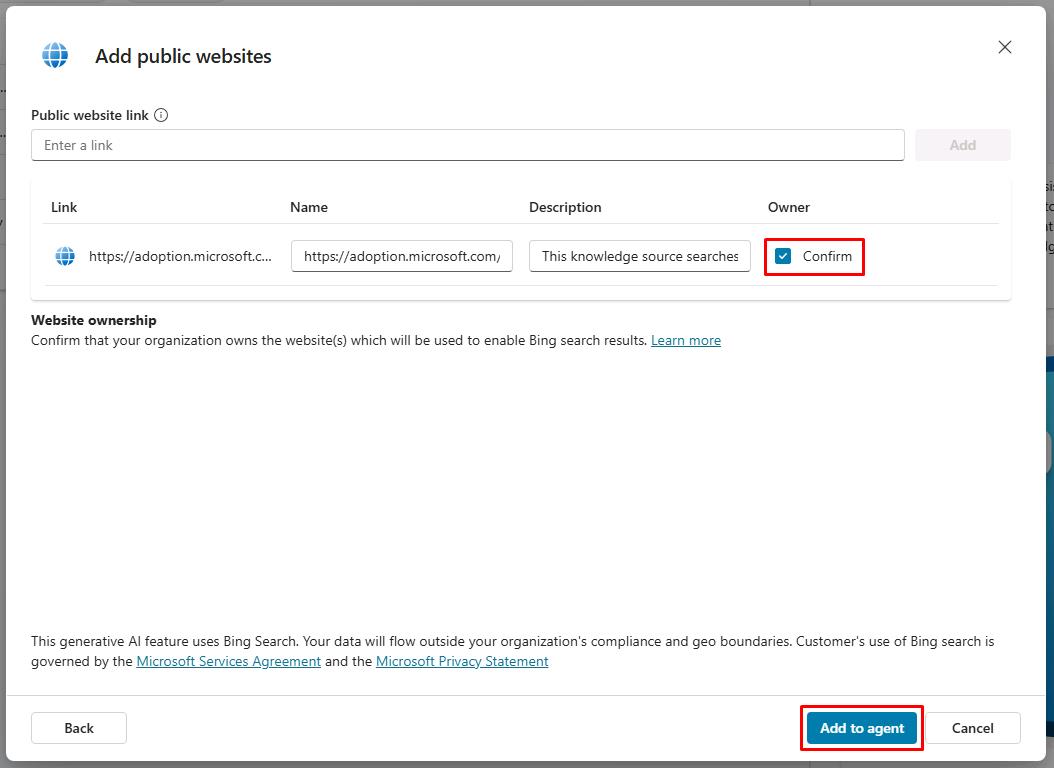 Add public websites
Public website link
Enter a link
Add
Link Name Description Owner
https://adoption.microsoft.c... https://adoption.microsoft.com/ This knowledge source searches Confirm
Website ownership
Confirm that your organization owns the website(s) which will be used to enable Bing search results. Learn more
This generative AI feature uses Bing Search. Your data will flow outside your organization's compliance and geo boundaries. Customer's use of Bing search is
governed by the Microsoft Services Agreement and the Microsoft Privacy Statement
Back
Add to agent
Cancel